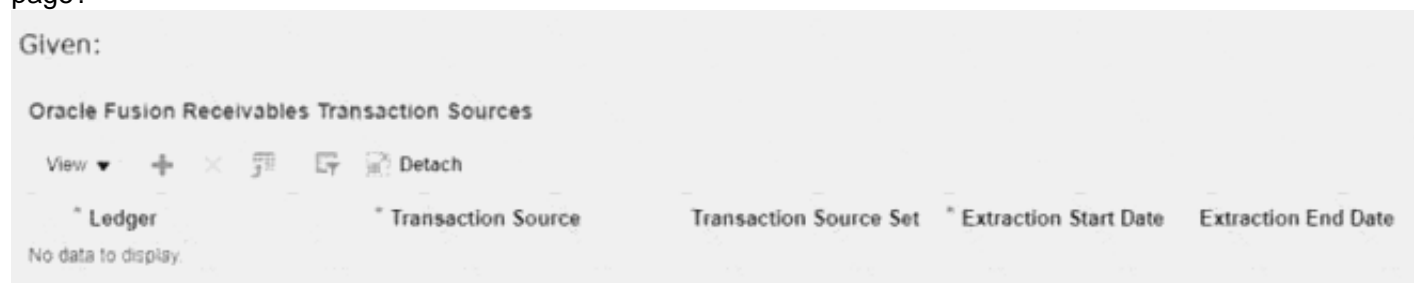 page?
Given:
Oracle Fusion Receivables Transaction Sources
View ▼ Detach
* Ledger * Transaction Source Transaction Source Set * Extraction Start Date Extraction End Date
No data to display.